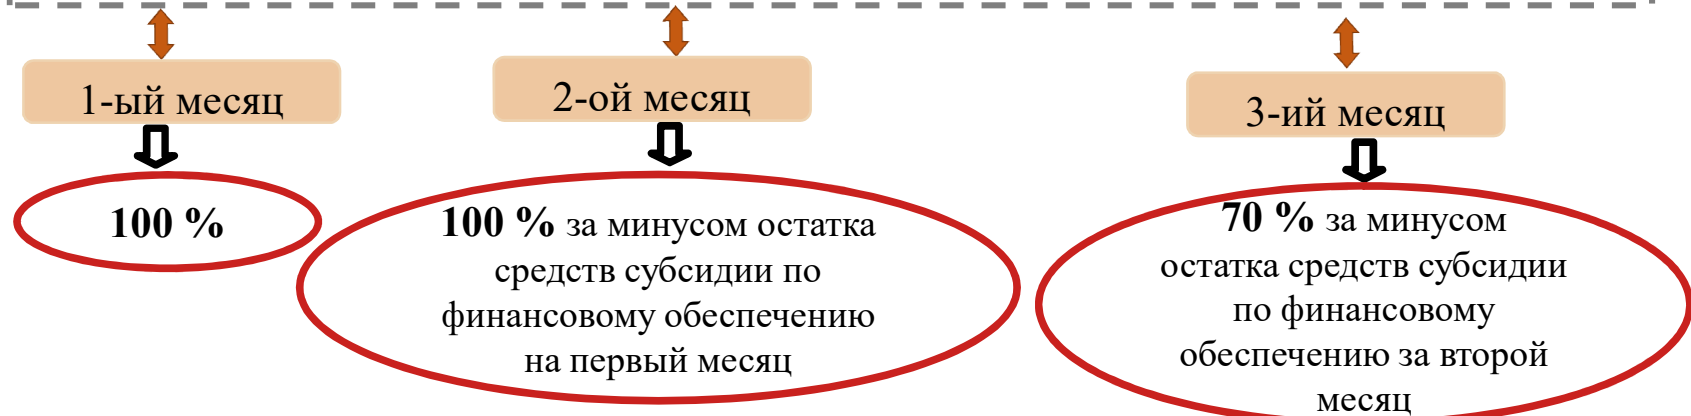 1-ый месяц
100 %
2-ой месяц
100 % за минусом остатка
средств субсидии по
финансовому обеспечению
на первый месяц
3-ий месяц
70 % за минусом
остатка средств субсидии
по финансовому
обеспечению за второй
месяц